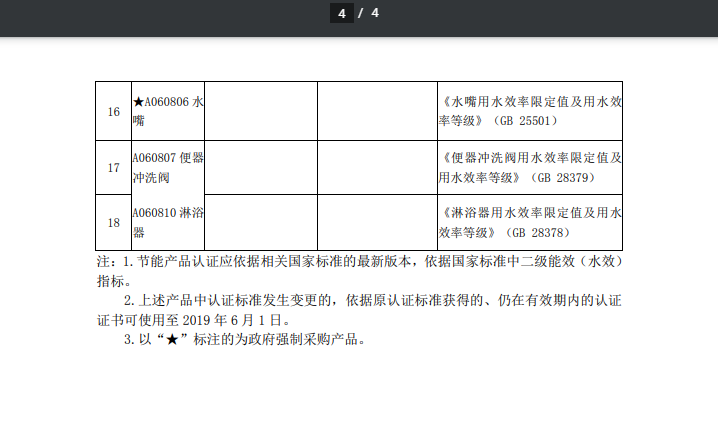 4 / 4
★A060806 水 《水嘴用水效率限定值及用水效
16
嘴 率等级》（GB 25501）
A060807 便器 《便器冲洗阀用水效率限定值及
17
冲洗阀 用水效率等级》（GB 28379）
A060810 淋浴 《淋浴器用水效率限定值及用水
18
器 效率等级》（GB 28378）
注：1.节能产品认证应依据相关国家标准的最新版本，依据国家标准中二级能效（水效）
指标。
2.上述产品中认证标准发生变更的，依据原认证标准获得的、仍在有效期内的认证
证书可使用至 2019 年 6 月 1 日。
3.以“★”标注的为政府强制采购产品。